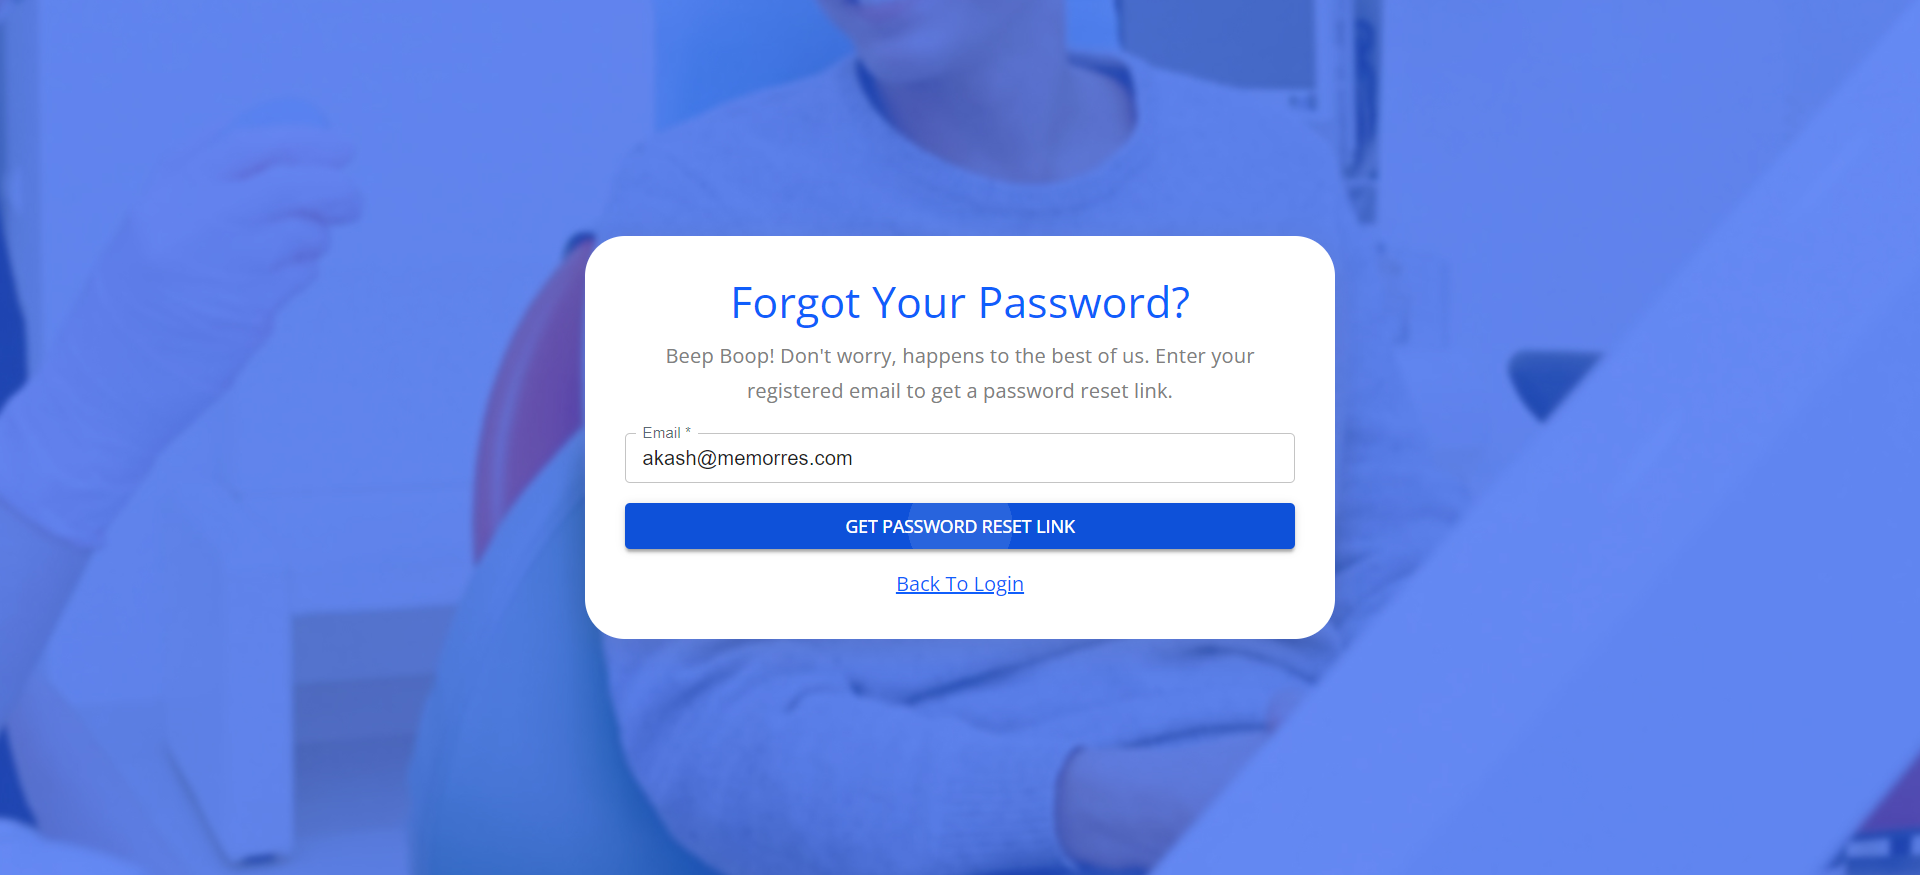 Forgot Your Password?
Beep Boop! Don't worry, happens to the best of us. Enter your
registered email to get a password reset link.
Email *
akash@memorres.com
GET PASSWORD RESET LINK
Back To Login